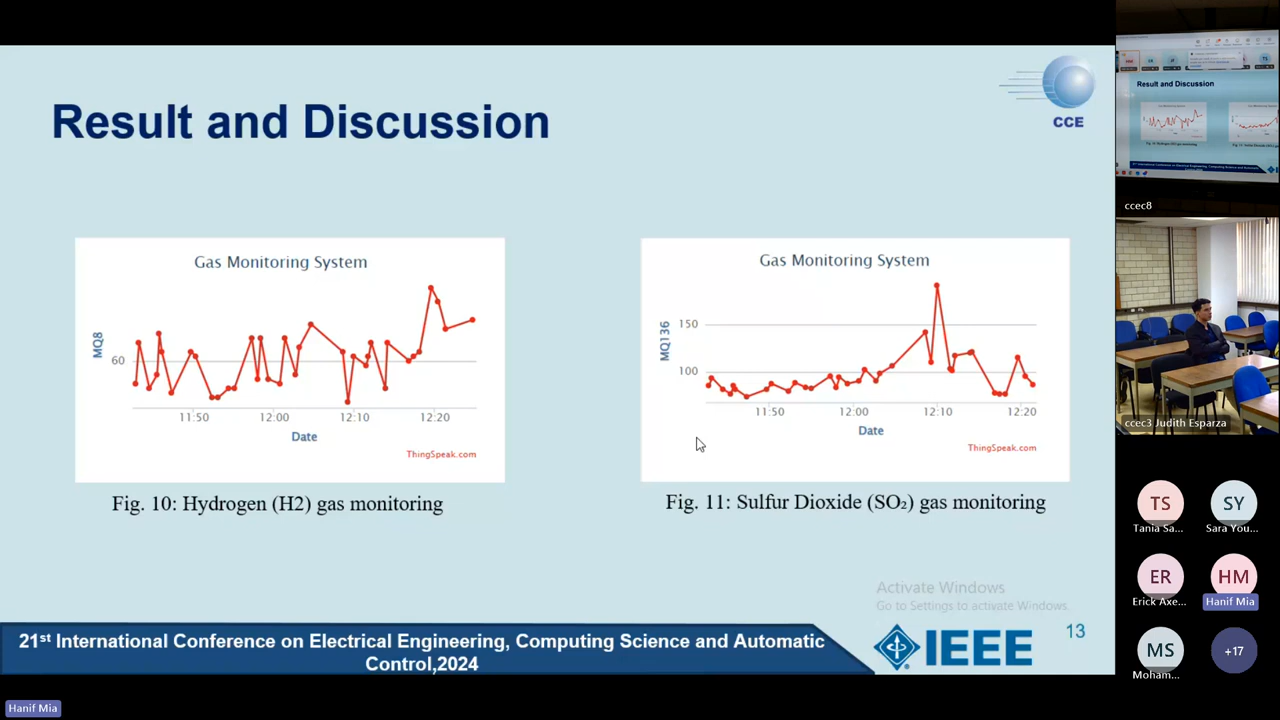 Result and Discussion
CCE
Gas Monitoring System
MQ8
60
11:50
12:00
12:10
12:20
Date
ThingSpeak.com
Fig. 10: Hydrogen (H2) gas monitoring
Gas Monitoring System
MQ136
150
100
11:50
12:00
12:10
12:20
Date
ThingSpeak.com
Fig. 11: Sulfur Dioxide (SO₂) gas monitoring
Activate Windows
Go to Settings to activate Windows.
21st International Conference on Electrical Engineering, Computing Science and Automatic
Control,2024
IEEE
13
Hanif Mia
Result and Discussion
ccec8
ccec3 Judith Esparza
TS
Tania Sa...
SY
Sara You...
ER
Erick Axe...
HM
Hanif Mia
MS
Moham...
+17